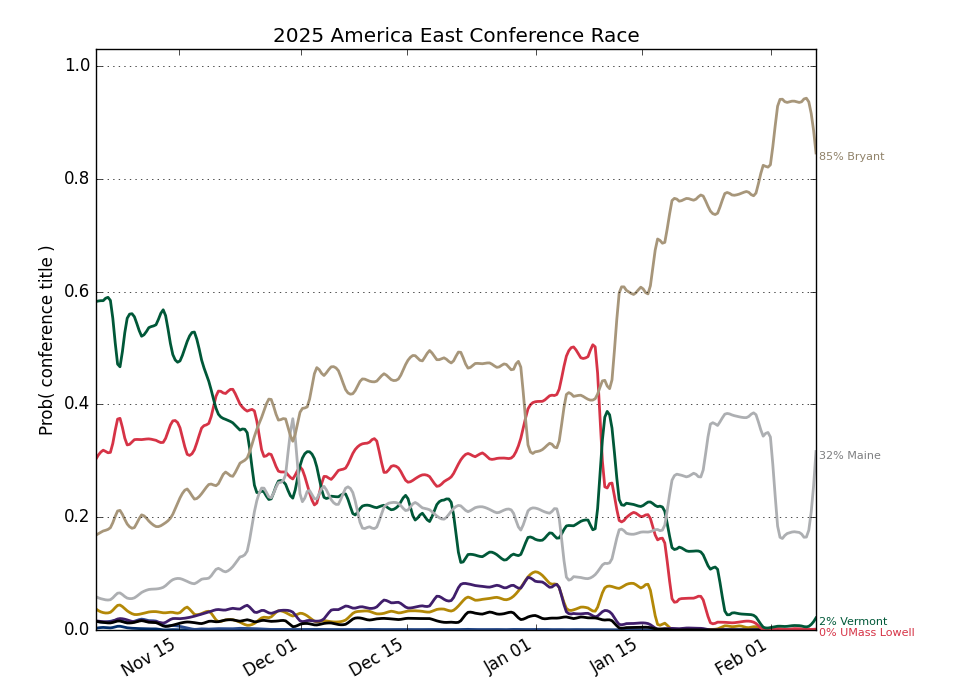 2025 America East Conference Race
1.0
0.8
0.6
0.4
0.2
0.0
Prob( conference title )
Nov 15
Dec 01
Dec 15
Jan 01
Jan 15
Feb 01
85% Bryant
32% Maine
2% Vermont
0% UMass Lowell